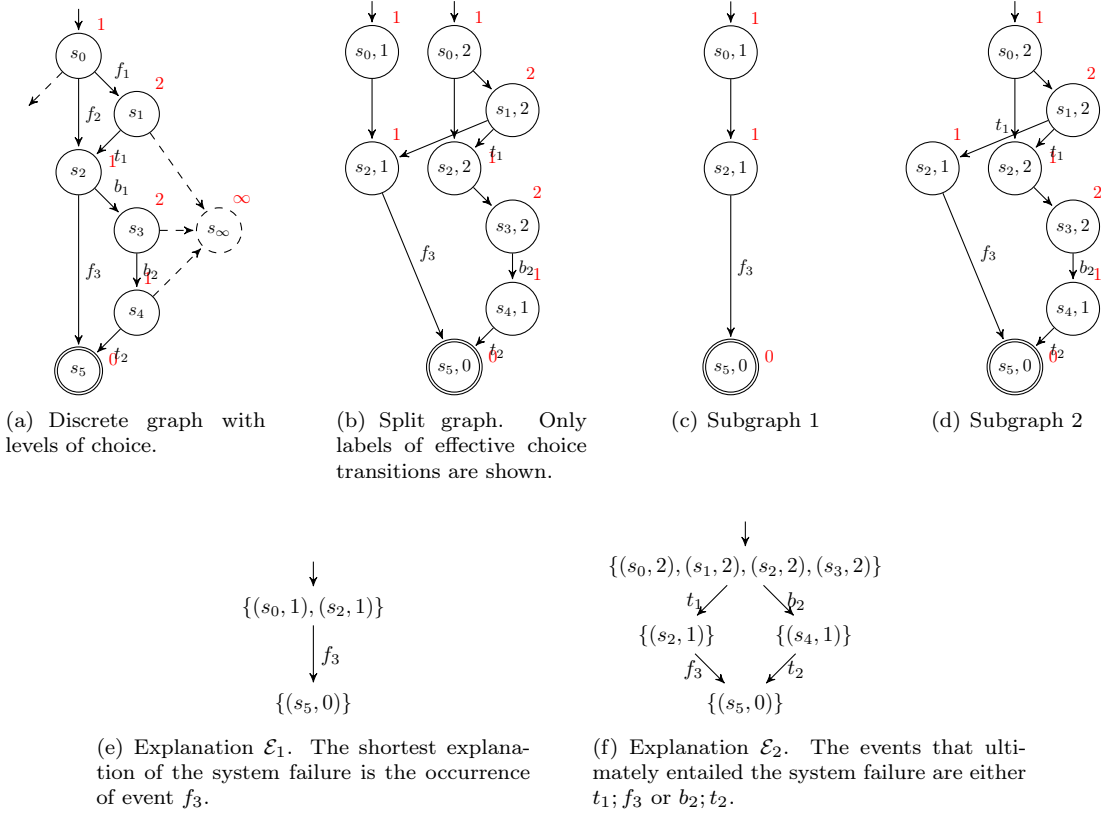 1
s0
f1
2
s1
f2
t1
1
s2
b1
2
s3
∞
s∞
f3
b2
1
s4
t2
0
s5
(a) Discrete graph with
levels of choice.
1
1
s0, 1
s0, 2
2
s1, 2
1
s2, 1
s2, 2
t1
1
2
s3, 2
f3
b2
1
s4, 1
t2
0
s5, 0
(b) Split graph. Only
labels of effective choice
transitions are shown.
1
s0, 1
1
s2, 1
f3
0
s5, 0
(c) Subgraph 1
1
s0, 2
2
s1, 2
t1
1
s2, 1
s2, 2
t1
1
2
s3, 2
f3
b2
1
s4, 1
t2
0
s5, 0
(d) Subgraph 2
{(s0, 1), (s2, 1)}
f3
{(s5, 0)}
(e) Explanation ℰ1. The shortest explana-
tion of the system failure is the occurrence
of event f3.
{(s0, 2), (s1, 2), (s2, 2), (s3, 2)}
t1 b2
{(s2, 1)} {(s4, 1)}
f3 t2
{(s5, 0)}
(f) Explanation ℰ2. The events that ulti-
mately entailed the system failure are either
t1; f3 or b2; t2.